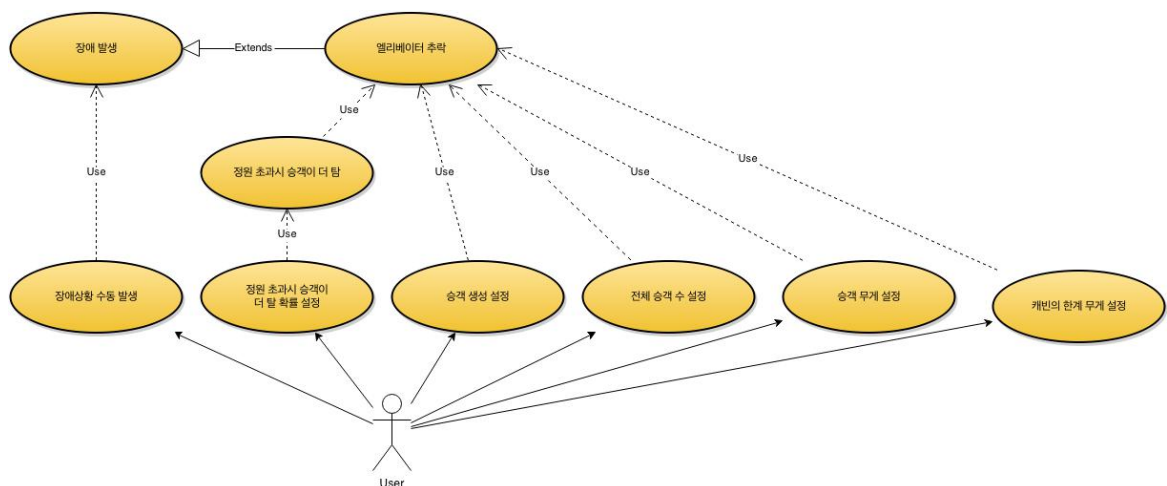 장애 발생
Extends
엘리베이터 추락
Use
정원 초과시 승객이 더 탐
Use
Use
Use
Use
Use
Use
장애상황 수동 발생
정원 초과시 승객이
더 탈 확률 설정
승객 생성 설정
전체 승객 수 설정
승객 무게 설정
캐빈의 한계 무게 설정
User